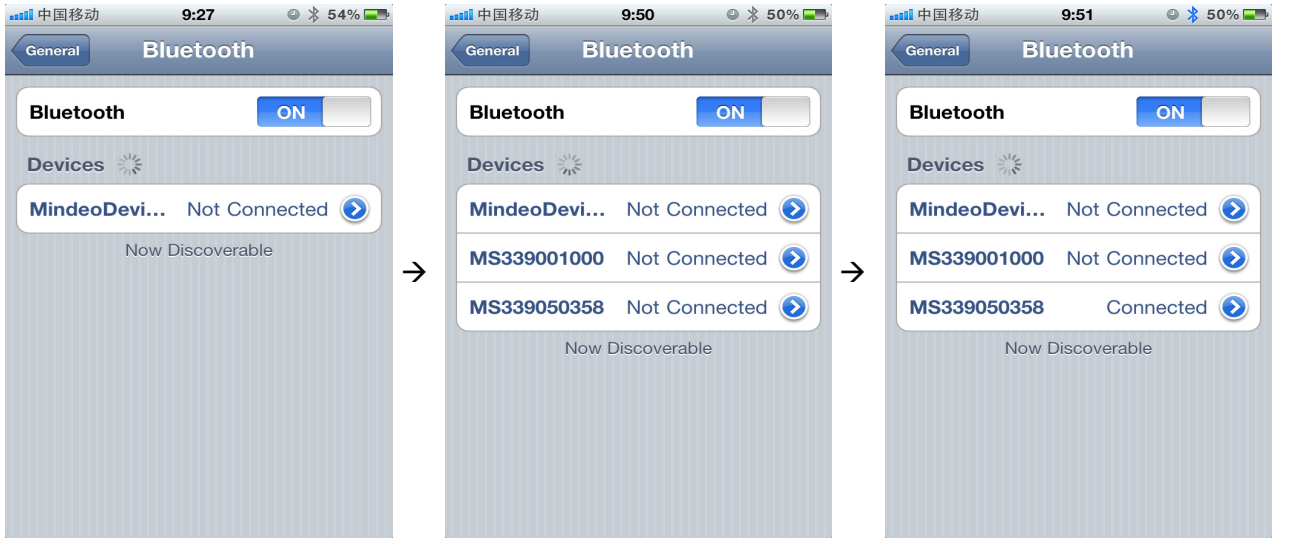 中国移动 9:27 54%
General Bluetooth
Bluetooth ON
Devices
MindeoDevi... Not Connected
Now Discoverable
→
中国移动 9:50 50%
General Bluetooth
Bluetooth ON
Devices
MindeoDevi... Not Connected
MS339001000 Not Connected
MS339050358 Not Connected
Now Discoverable
→
中国移动 9:51 50%
General Bluetooth
Bluetooth ON
Devices
MindeoDevi... Not Connected
MS339001000 Not Connected
MS339050358 Connected
Now Discoverable